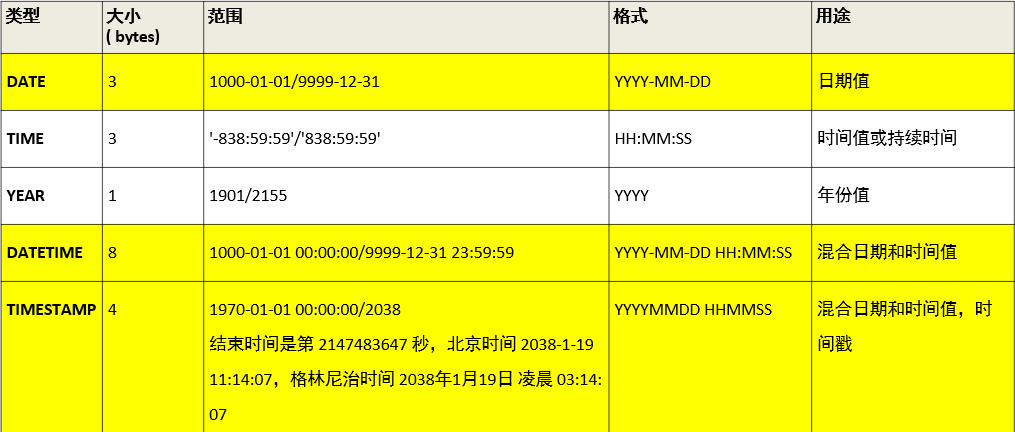 类型 大小 范围 格式 用途
( bytes)
DATE 3 1000-01-01/9999-12-31 YYYY-MM-DD 日期值
TIME 3 '-838:59:59'/'838:59:59' HH:MM:SS 时间值或持续时间
YEAR 1 1901/2155 YYYY 年份值
DATETIME 8 1000-01-01 00:00:00/9999-12-31 23:59:59 YYYY-MM-DD HH:MM:SS 混合日期和时间值
TIMESTAMP 4 1970-01-01 00:00:00/2038 YYYYMMDD HHMMSS 混合日期和时间值，时
结束时间是第 2147483647 秒，北京时间 2038-1-19 间戳
11:14:07，格林尼治时间 2038年1月19日 凌晨 03:14:
07